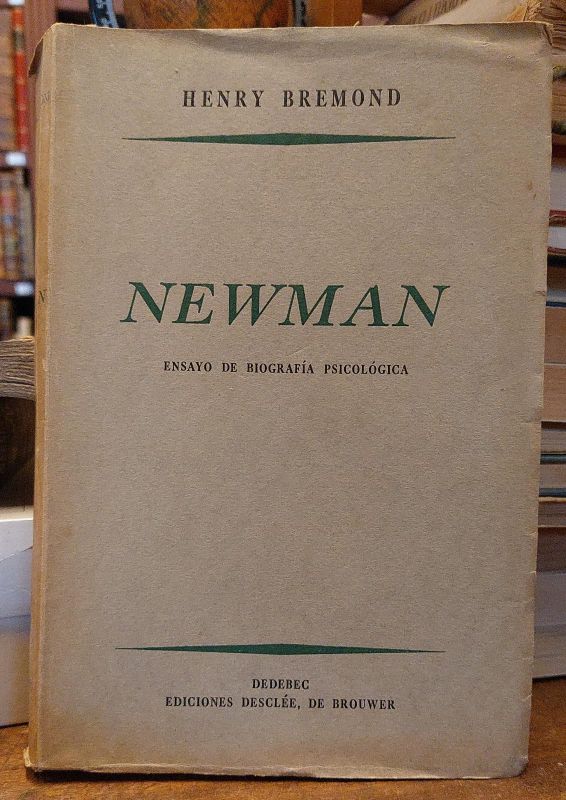 HENRY BREMOND
NEWMAN
ENSAYO DE BIOGRAFÍA PSICOLÓGICA
DEDEBEC
EDICIONES DESCLÉE, DE BROUWER